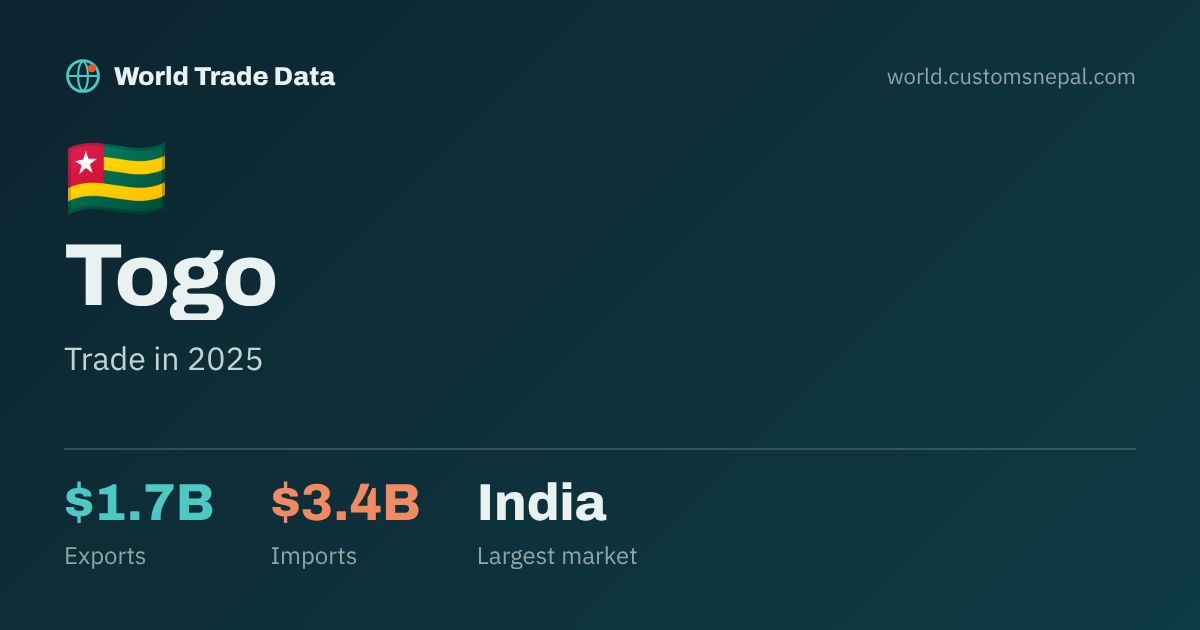 World Trade Data
world.customsnepal.com
Togo
Trade in 2025
$1.7B $3.4B India
Exports Imports Largest market